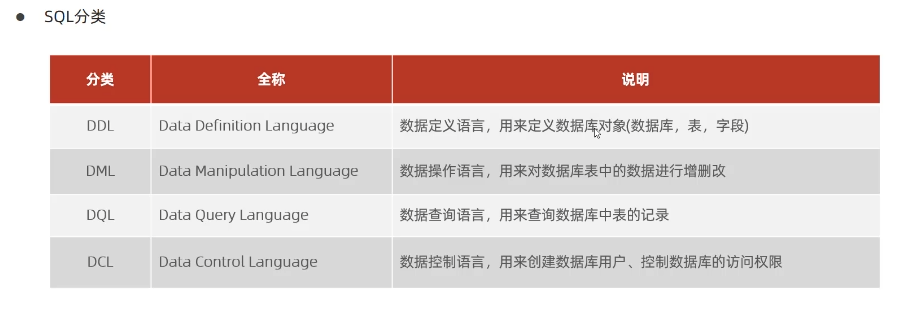 ● SQL分类
分类 全称 说明
DDL Data Definition Language 数据定义语言，用来定义数据库对象(数据库，表，字段)
DML Data Manipulation Language 数据操作语言，用来对数据库表中的数据进行增删改
DQL Data Query Language 数据查询语言，用来查询数据库中表的记录
DCL Data Control Language 数据控制语言，用来创建数据库用户、控制数据库的访问权限